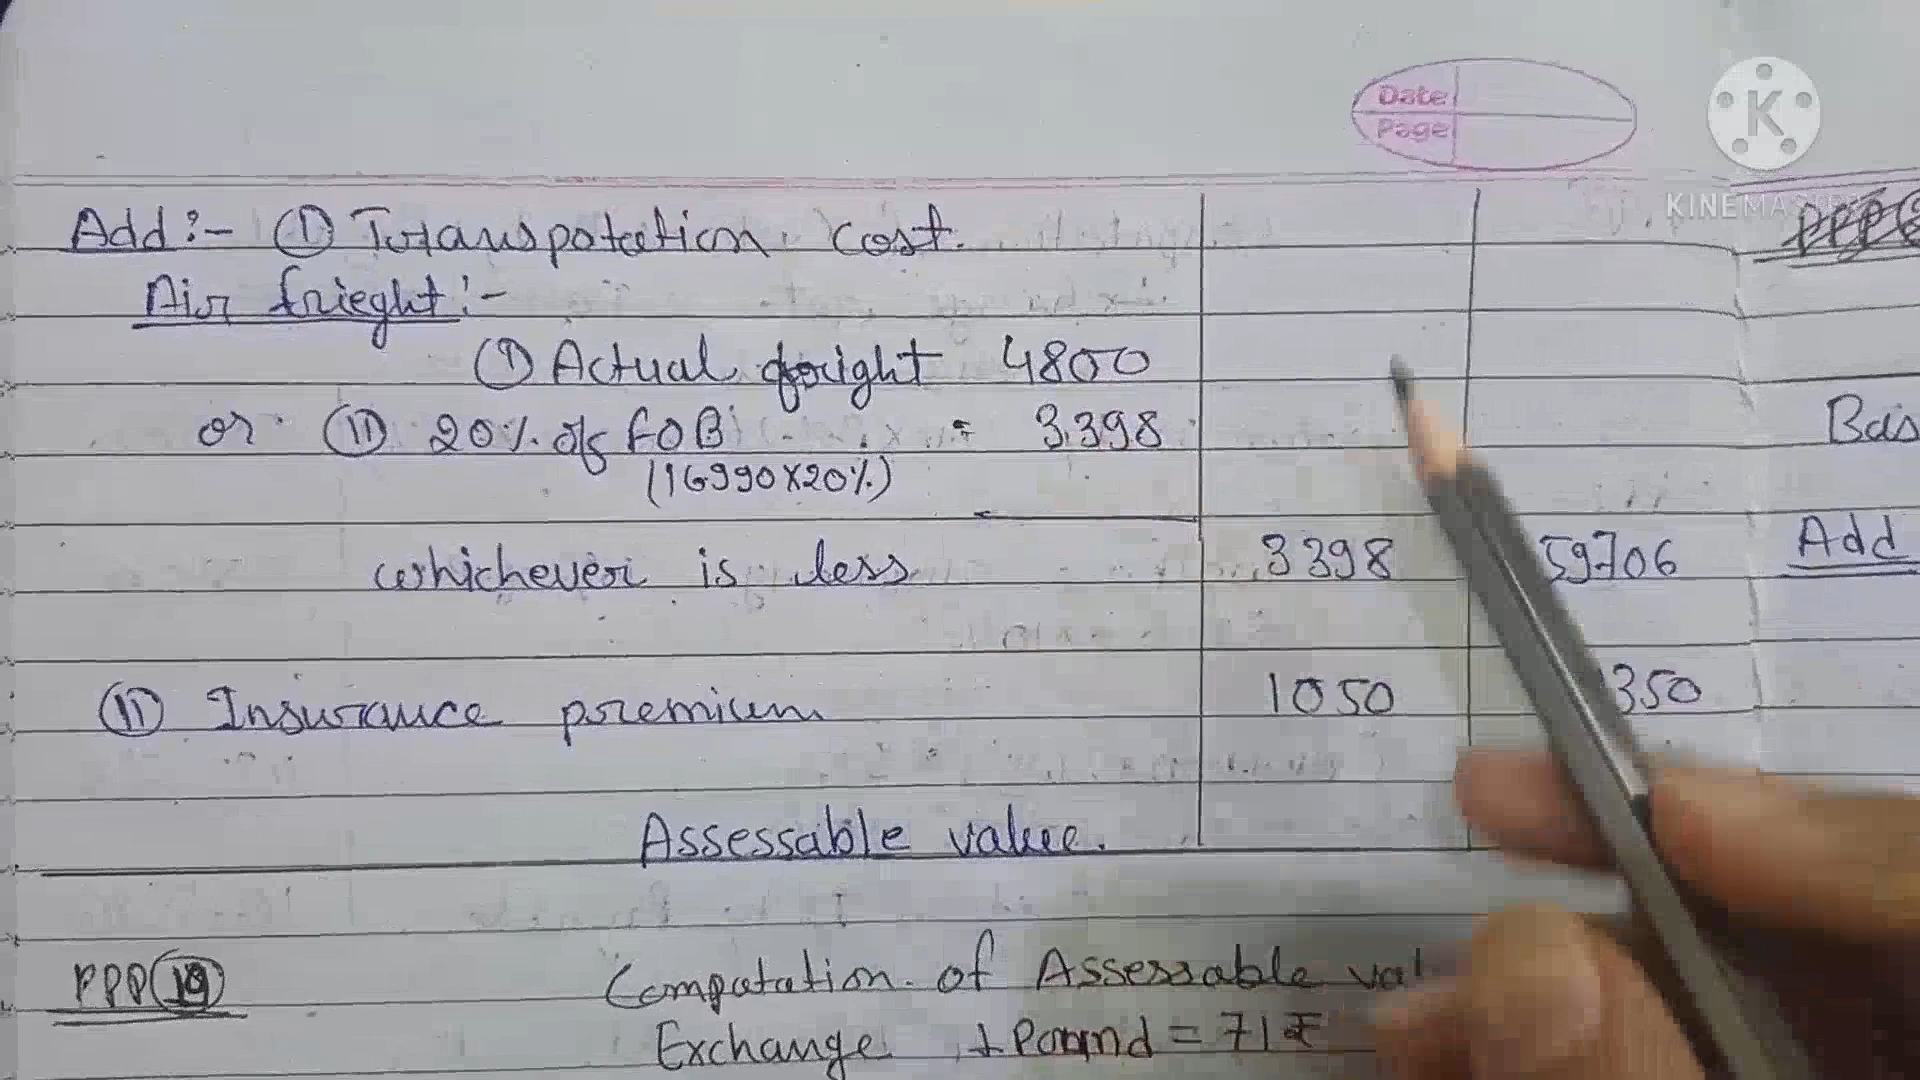 Date
Page
K
KINEMASTER
Add :- (I) Transpotation cost.
Air frieght :-
(I) Actual freight 4800
or (II) 20% of FOB = 3398
(16990X20%)
Bas
whichever is less 3398 59706
Add
(II) Insurance premium 1050 350
Assessable value.
PPP (19) Computation of Assessable val
Exchange 1 Pound = 71₹